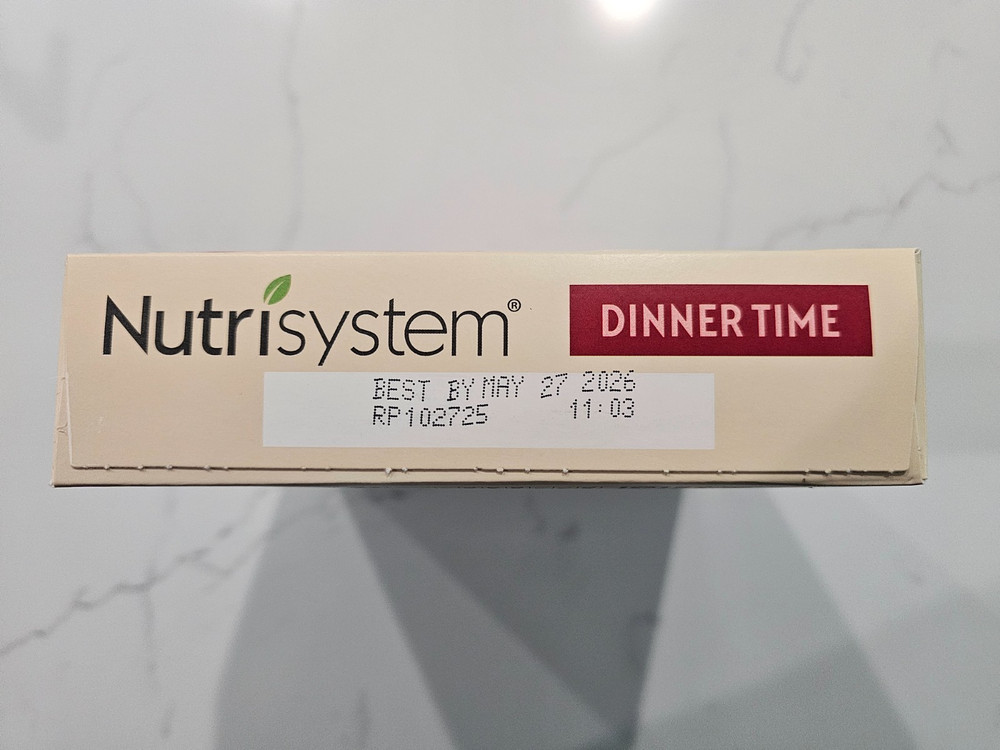 Nutrisystem® DINNER TIME
BEST BY MAY 27 2026
RP102725 11:03